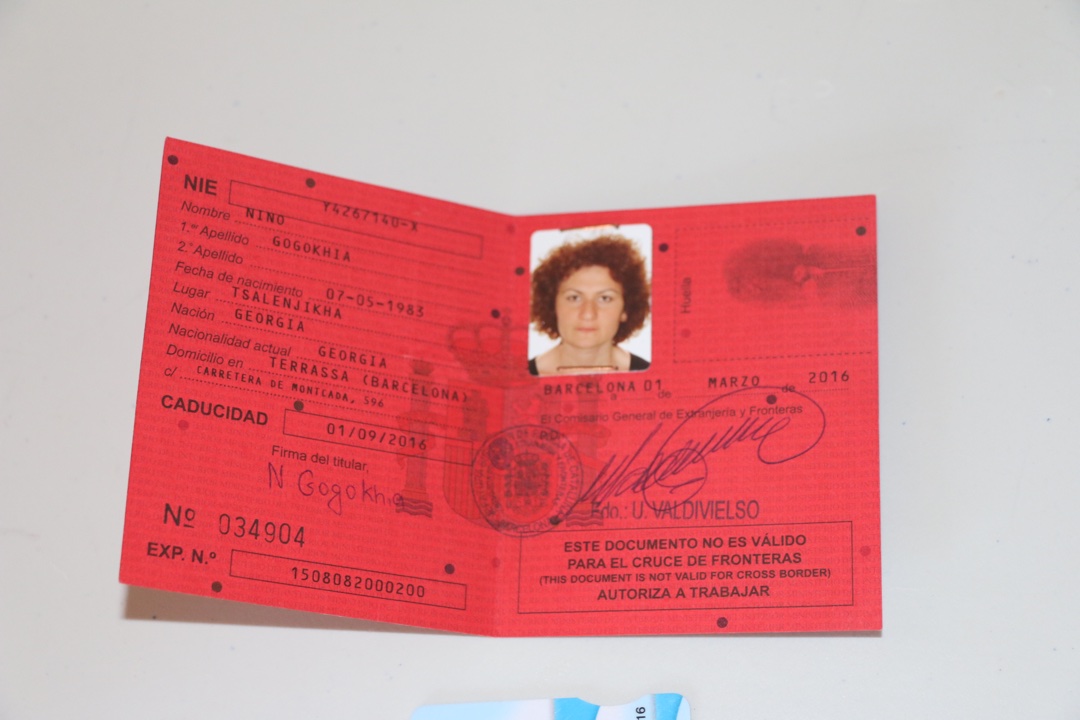 NIE Y4267140-X
Nombre NINO
1.er Apellido GOGOKHIA
2.º Apellido
Fecha de nacimiento 07-05-1983
Lugar TSALENJIKHA
Nación GEORGIA
Nacionalidad actual GEORGIA
Domicilio en TERRASSA (BARCELONA)
c/ CARRETERA DE MONTCADA, 596
CADUCIDAD 01/09/2016
Firma del titular,
N Gogokhia
Nº 034904
EXP. N.º 1508082000200
Huella
BARCELONA a 01 de MARZO de 2016
El Comisario General de Extranjería y Fronteras
Fdo.: U. VALDIVIELSO
ESTE DOCUMENTO NO ES VÁLIDO
PARA EL CRUCE DE FRONTERAS
(THIS DOCUMENT IS NOT VALID FOR CROSS BORDER)
AUTORIZA A TRABAJAR
16